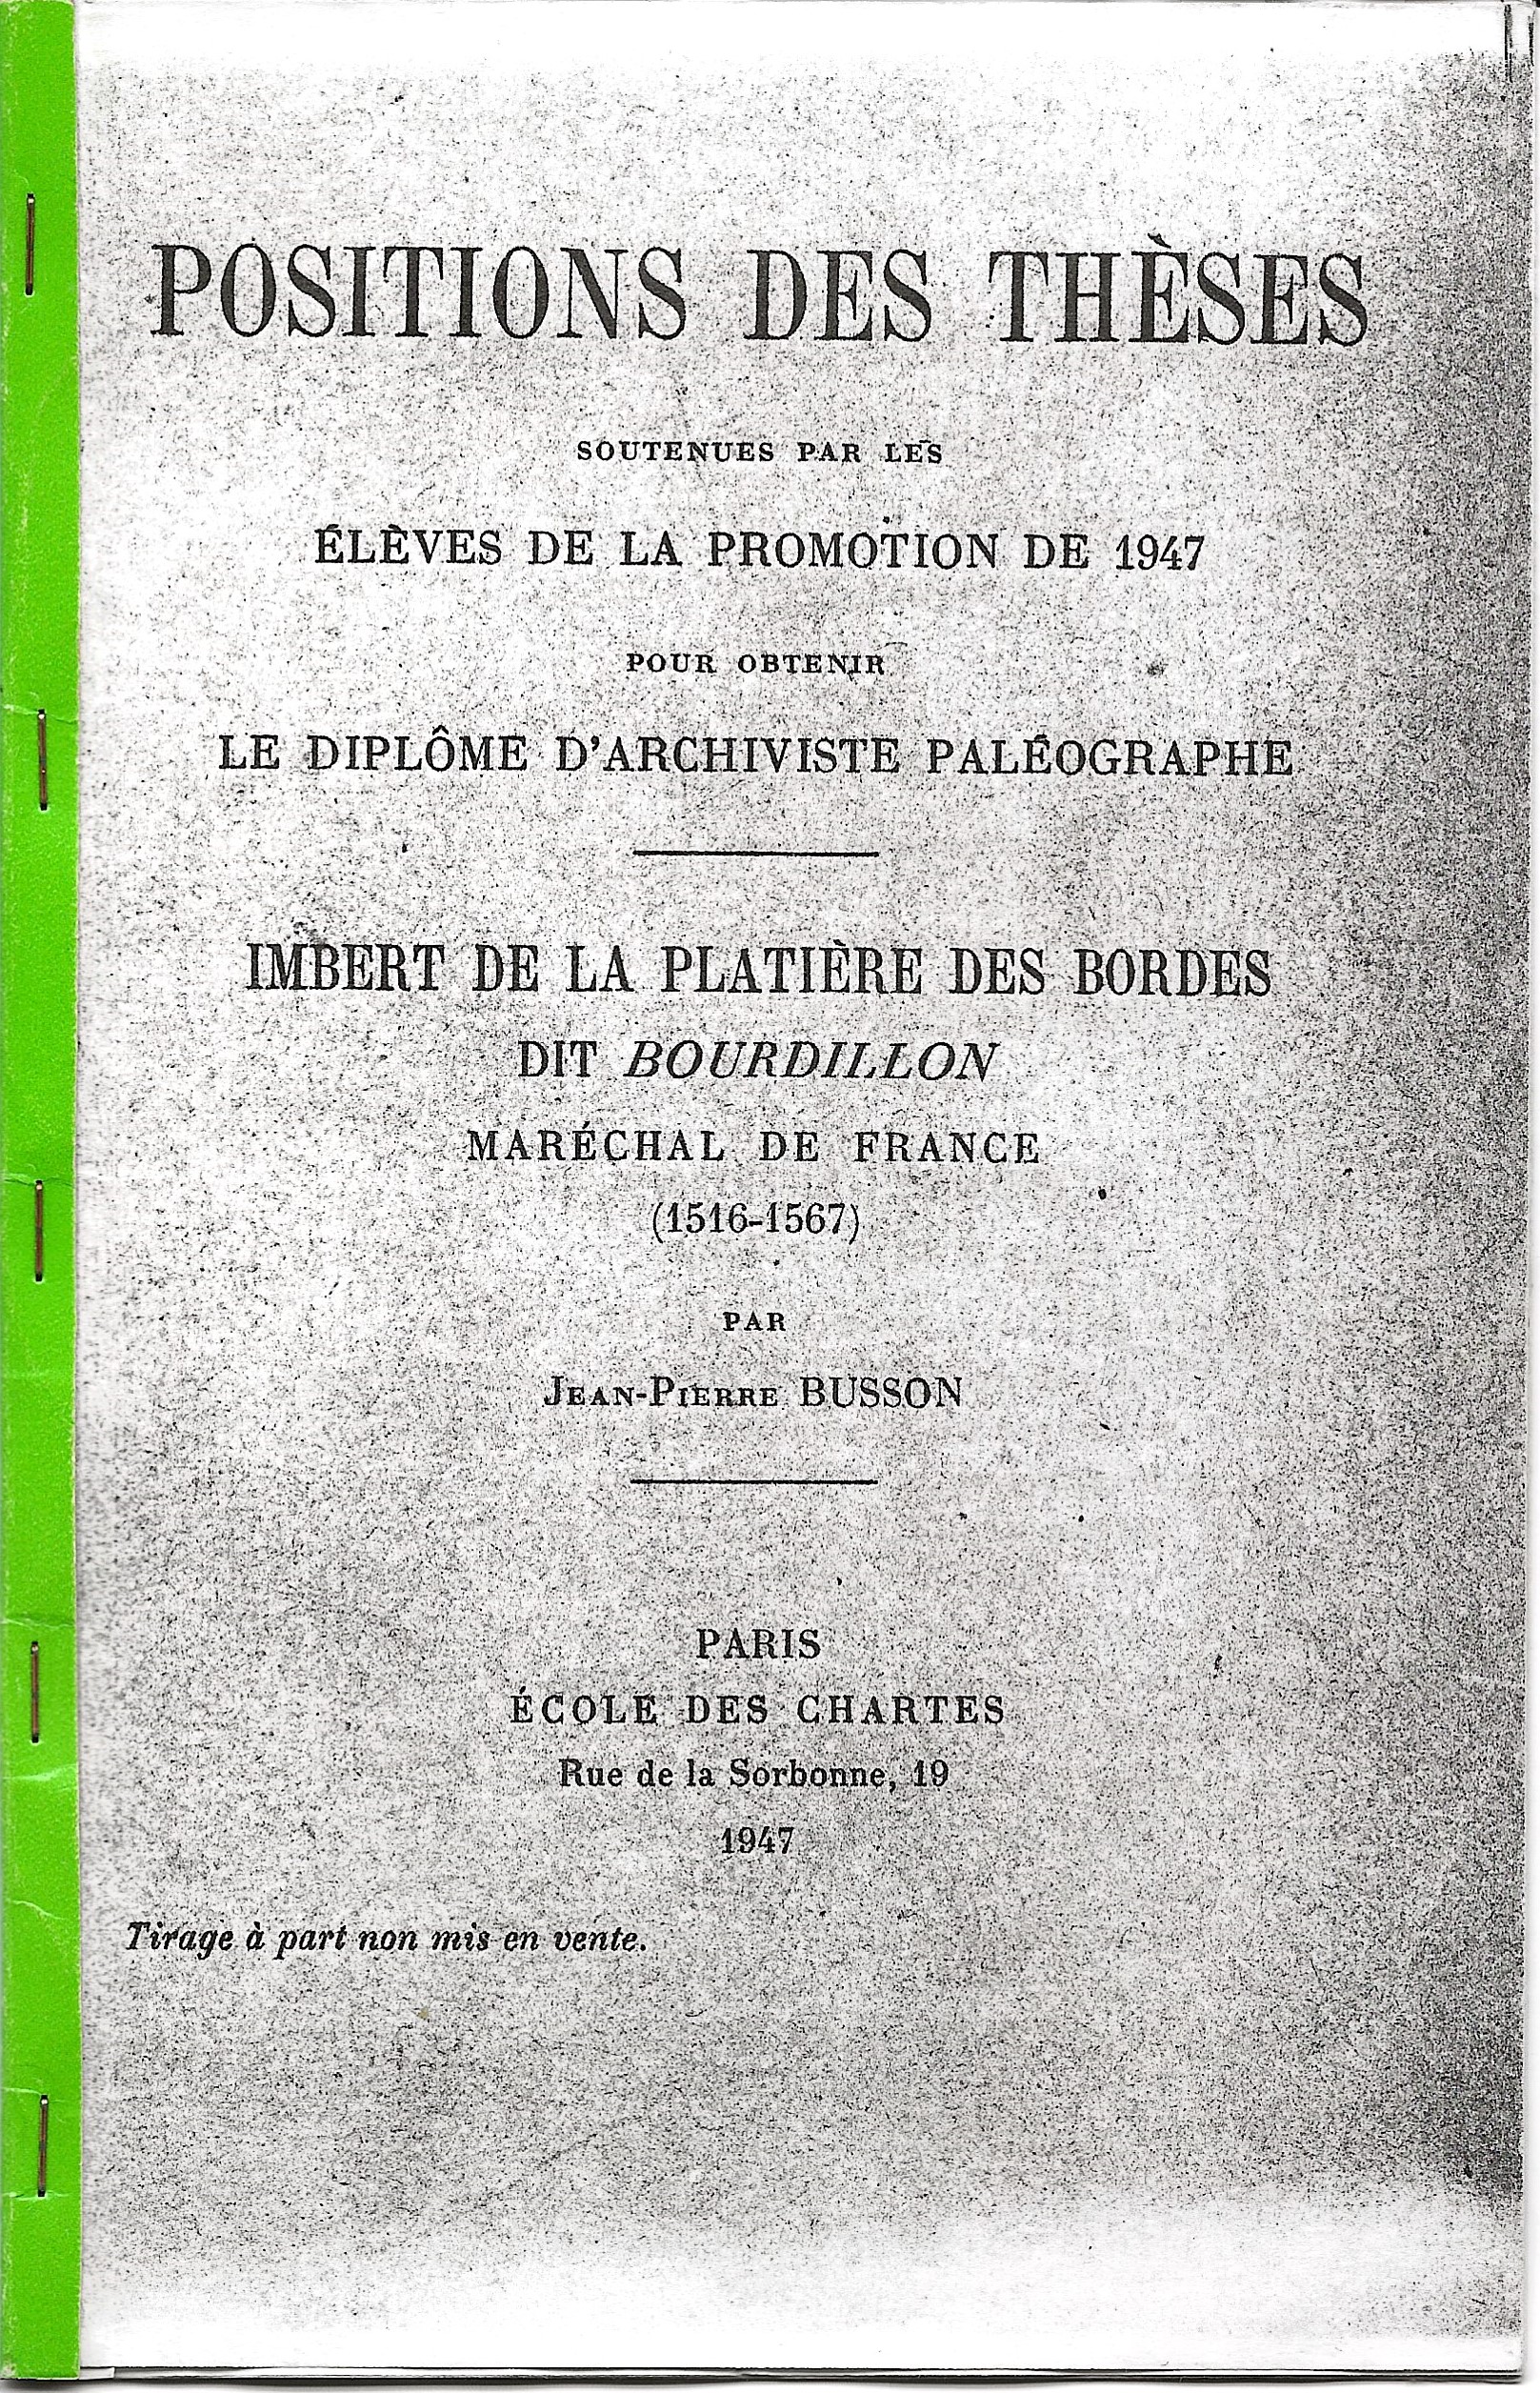 POSITIONS DES THÈSES
SOUTENUES PAR LES
ÉLÈVES DE LA PROMOTION DE 1947
POUR OBTENIR
LE DIPLÔME D'ARCHIVISTE PALÉOGRAPHE
IMBERT DE LA PLATIÈRE DES BORDES
DIT BOURDILLON
MARÉCHAL DE FRANCE
(1516-1567)
PAR
JEAN-PIERRE BUSSON
PARIS
ÉCOLE DES CHARTES
Rue de la Sorbonne, 19
1947
Tirage à part non mis en vente.